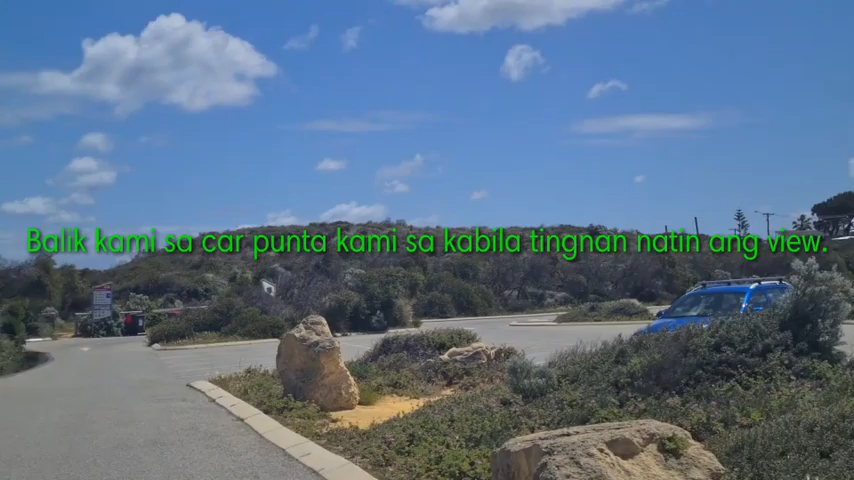 Balik kami sa car punta kami sa kabila tingnan natin ang view.